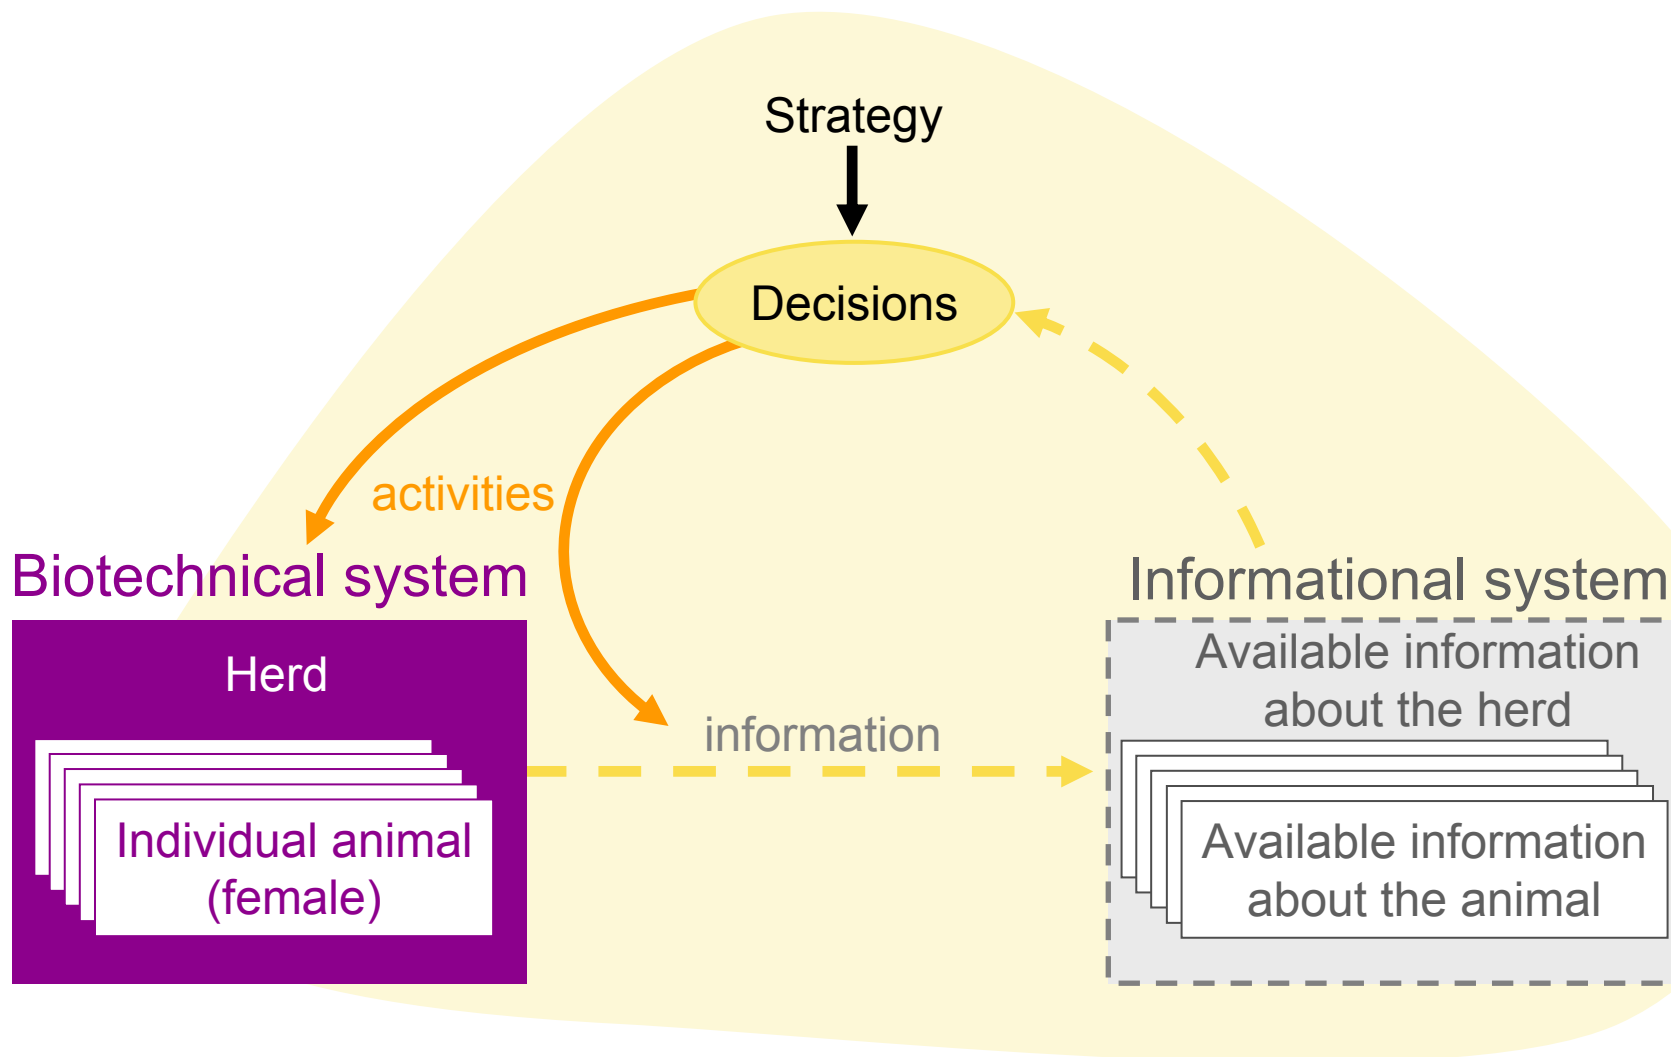 Strategy
Decisions
activities
Biotechnical system
Informational system
Herd
Individual animal
(female)
information
Available information
about the herd
Available information
about the animal